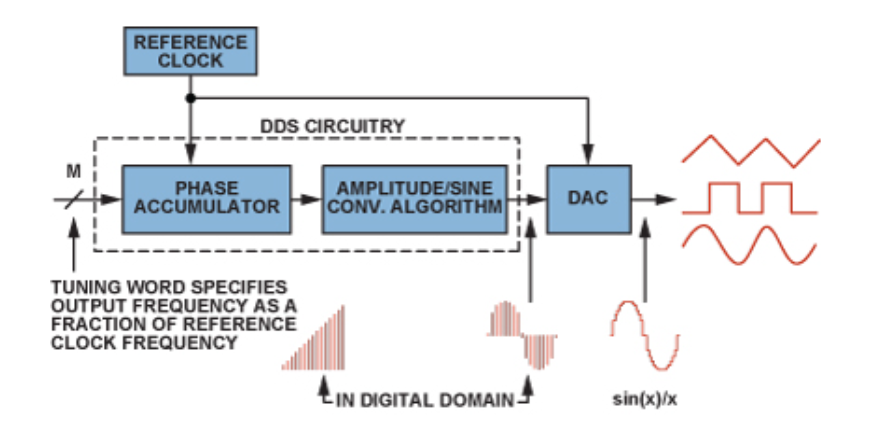 REFERENCE
CLOCK
DDS CIRCUITRY
M
PHASE
ACCUMULATOR
AMPLITUDE/SINE
CONV. ALGORITHM
DAC
TUNING WORD SPECIFIES
OUTPUT FREQUENCY AS A
FRACTION OF REFERENCE
CLOCK FREQUENCY
IN DIGITAL DOMAIN
sin(x)/x